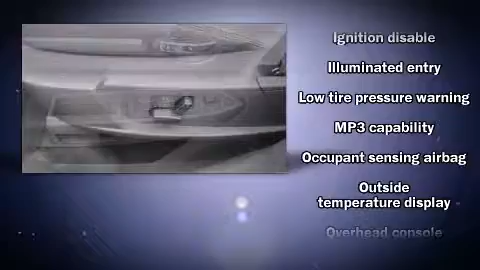 Ignition disable
Illuminated entry
Low tire pressure warning
MP3 capability
Occupant sensing airbag
Outside
temperature display
Overhead console